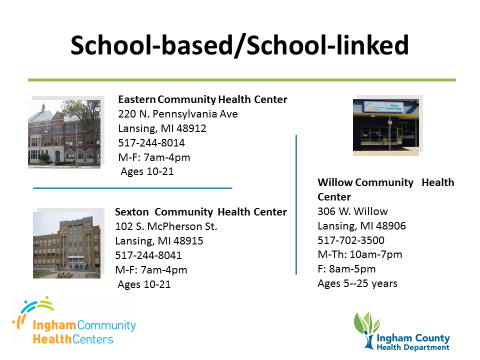 School-based/School-linked
Eastern Community Health Center
220 N. Pennsylvania Ave
Lansing, MI 48912
517-244-8014
M-F: 7am-4pm
Ages 10-21
Sexton Community Health Center
102 S. McPherson St.
Lansing, MI 48915
517-244-8041
M-F: 7am-4pm
Ages 10-21
Willow Community Health
Center
306 W. Willow
Lansing, MI 48906
517-702-3500
M-Th: 10am-7pm
F: 8am-5pm
Ages 5--25 years
Ingham Community
HealthCenters
Ingham County
Health Department